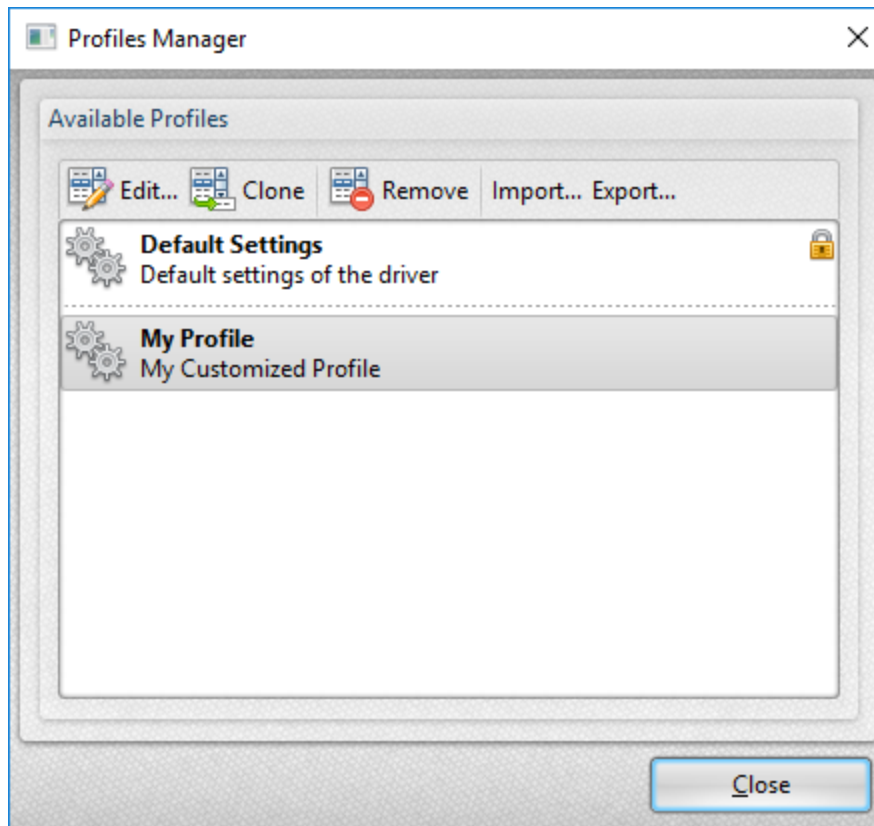 Profiles Manager
Available Profiles
Edit... Clone Remove Import... Export...
Default Settings
Default settings of the driver
My Profile
My Customized Profile
Close